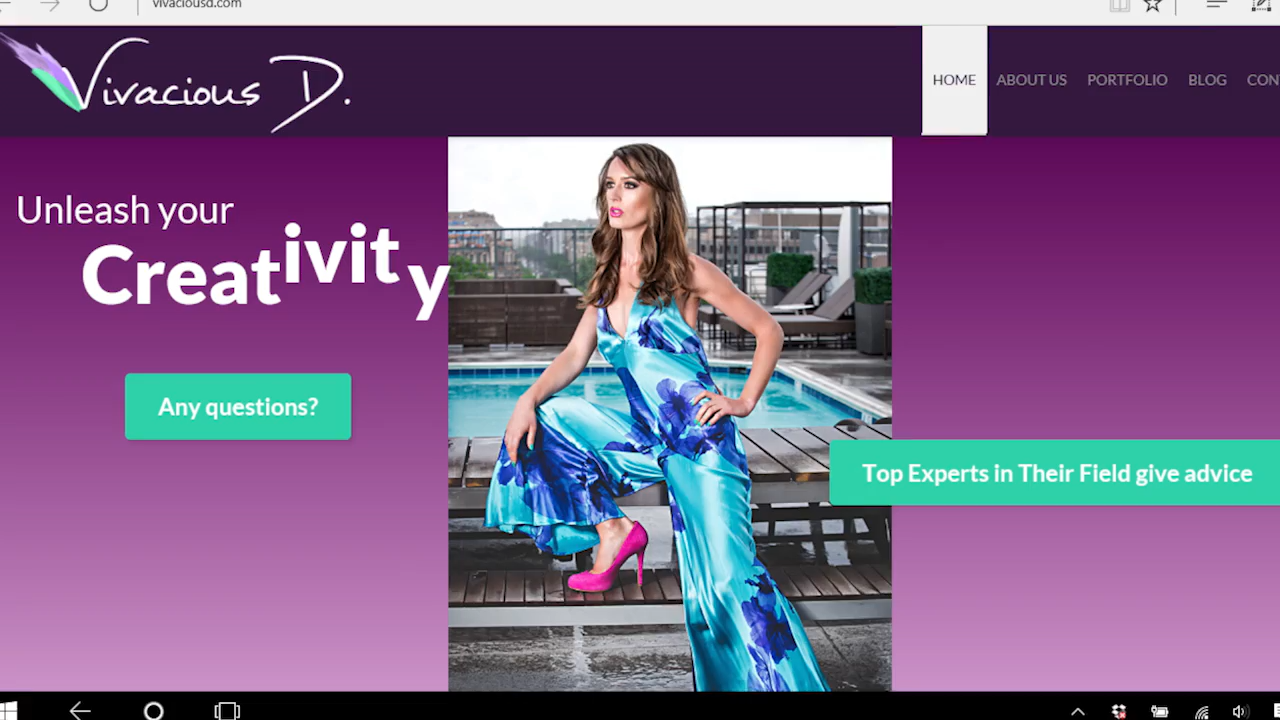 vivaciousd.com
Vivacious D.
HOME ABOUT US PORTFOLIO BLOG CON
Unleash your
Creativity
Any questions?
Top Experts in Their Field give advice